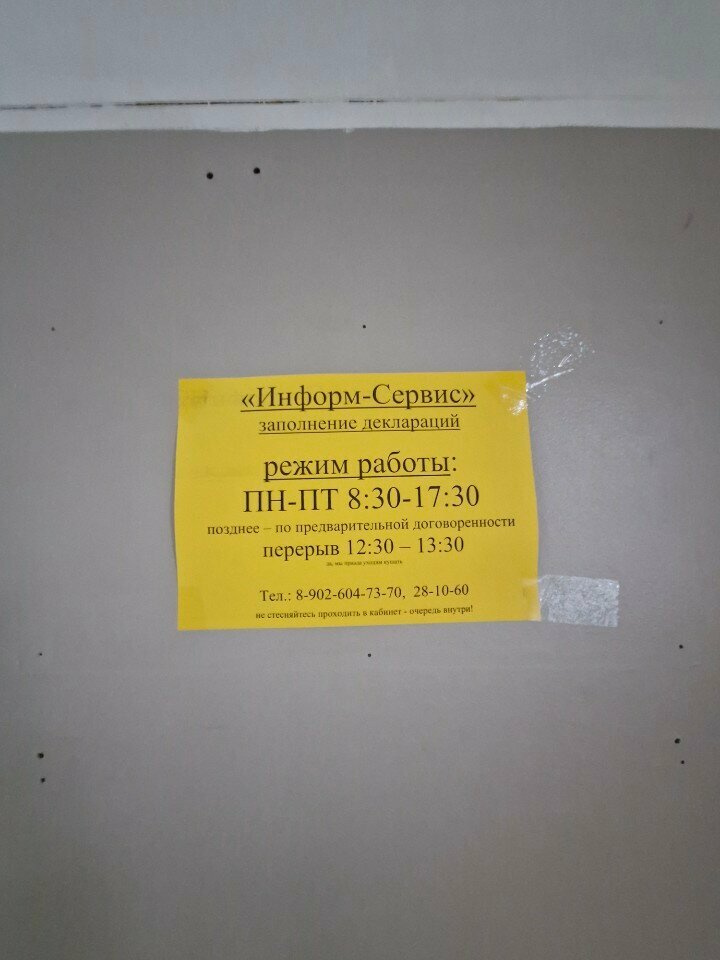 «Информ-Сервис»
заполнение деклараций
режим работы:
ПН-ПТ 8:30-17:30
позднее – по предварительной договоренности
перерыв 12:30 – 13:30
да, мы правда уходим кушать
Тел.: 8-902-604-73-70, 28-10-60
не стесняйтесь проходить в кабинет - очередь внутри!